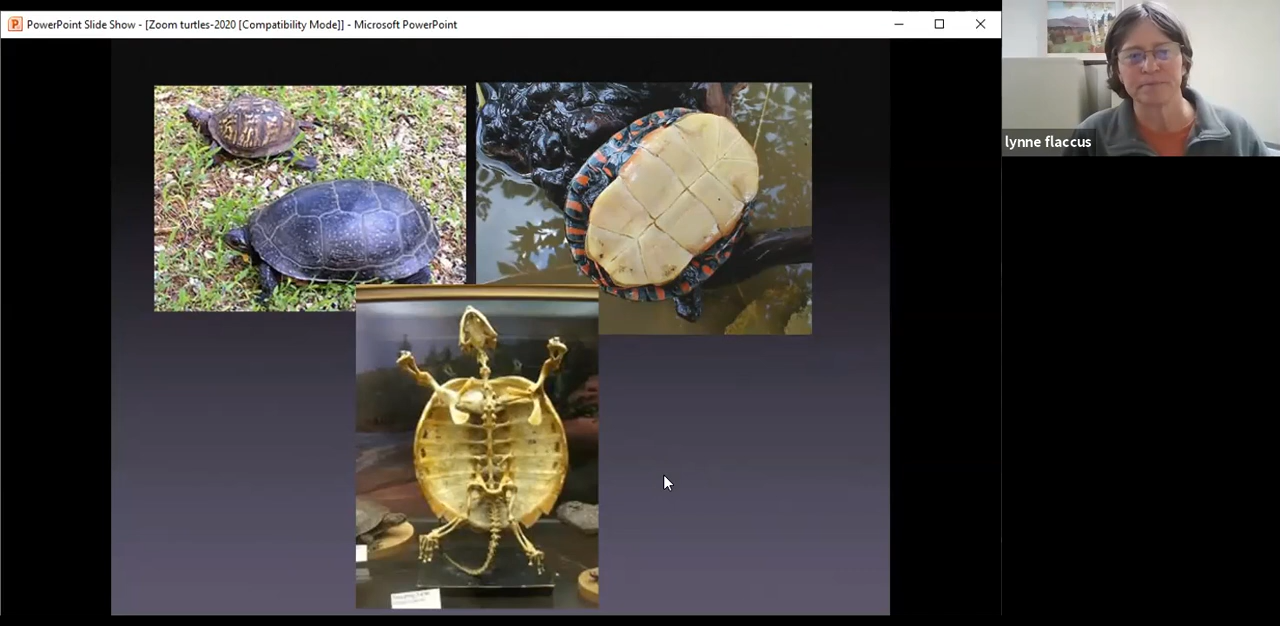 PowerPoint Slide Show - [Zoom turtles-2020 [Compatibility Mode]] - Microsoft PowerPoint
lynne flaccus